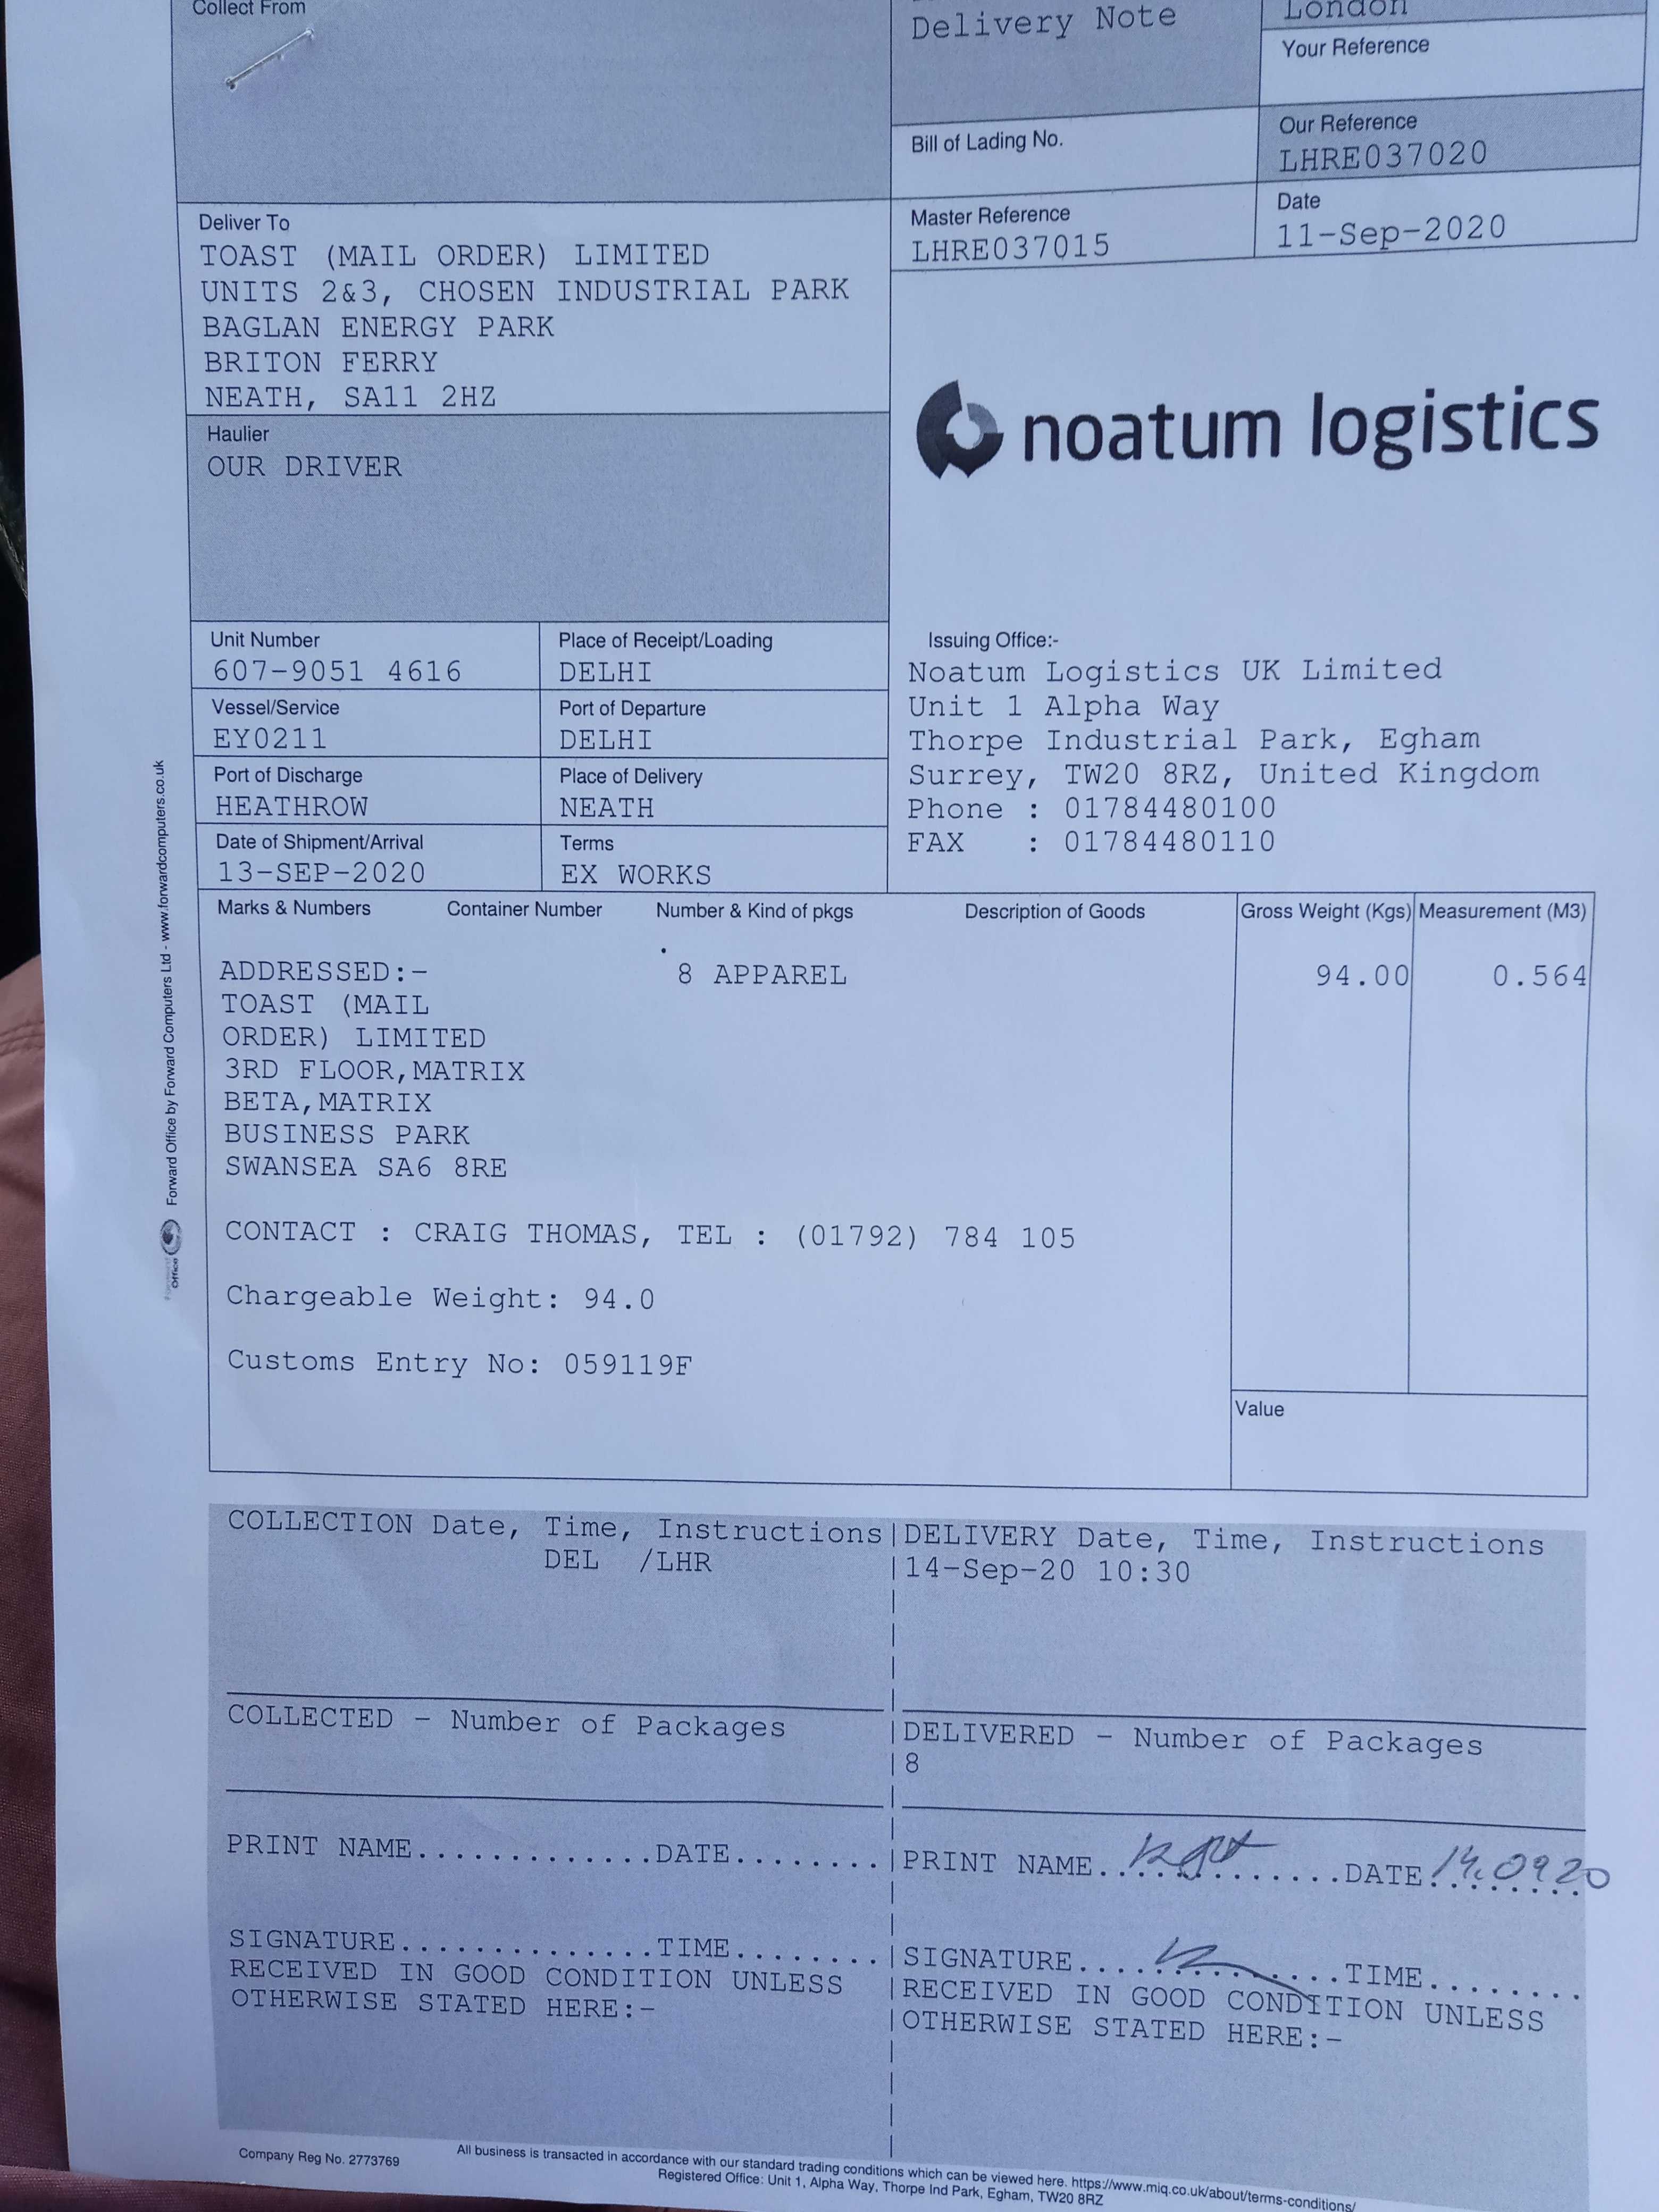 Collect From
Delivery Note
London
Your Reference
Bill of Lading No.
Our Reference
LHRE037020
Deliver To
TOAST (MAIL ORDER) LIMITED
UNITS 2&3, CHOSEN INDUSTRIAL PARK
BAGLAN ENERGY PARK
BRITON FERRY
NEATH, SA11 2HZ
Master Reference
LHRE037015
Date
11-Sep-2020
noatum logistics
Haulier
OUR DRIVER
Unit Number
607-9051 4616
Place of Receipt/Loading
DELHI
Vessel/Service
EY0211
Port of Departure
DELHI
Port of Discharge
HEATHROW
Place of Delivery
NEATH
Date of Shipment/Arrival
13-SEP-2020
Terms
EX WORKS
Issuing Office:-
Noatum Logistics UK Limited
Unit 1 Alpha Way
Thorpe Industrial Park, Egham
Surrey, TW20 8RZ, United Kingdom
Phone : 01784480100
FAX : 01784480110
Marks & Numbers Container Number Number & Kind of pkgs Description of Goods Gross Weight (Kgs) Measurement (M3)
ADDRESSED:- 8 APPAREL 94.00 0.564
TOAST (MAIL
ORDER) LIMITED
3RD FLOOR,MATRIX
BETA,MATRIX
BUSINESS PARK
SWANSEA SA6 8RE
CONTACT : CRAIG THOMAS, TEL : (01792) 784 105
Chargeable Weight: 94.0
Customs Entry No: 059119F
Value
Forward Office by Forward Computers Ltd - www.forwardcomputers.co.uk
Office
COLLECTION Date, Time, Instructions
DEL /LHR
DELIVERY Date, Time, Instructions
14-Sep-20 10:30
COLLECTED - Number of Packages
DELIVERED - Number of Packages
8
PRINT NAME.............DATE........
PRINT NAME..............DATE 14.0920
SIGNATURE..............TIME........
RECEIVED IN GOOD CONDITION UNLESS
OTHERWISE STATED HERE:-
SIGNATURE..............TIME........
RECEIVED IN GOOD CONDITION UNLESS
OTHERWISE STATED HERE:-
Company Reg No. 2773769
All business is transacted in accordance with our standard trading conditions which can be viewed here. https://www.miq.co.uk/about/terms-conditions/
Registered Office: Unit 1, Alpha Way, Thorpe Ind Park, Egham, TW20 8RZ